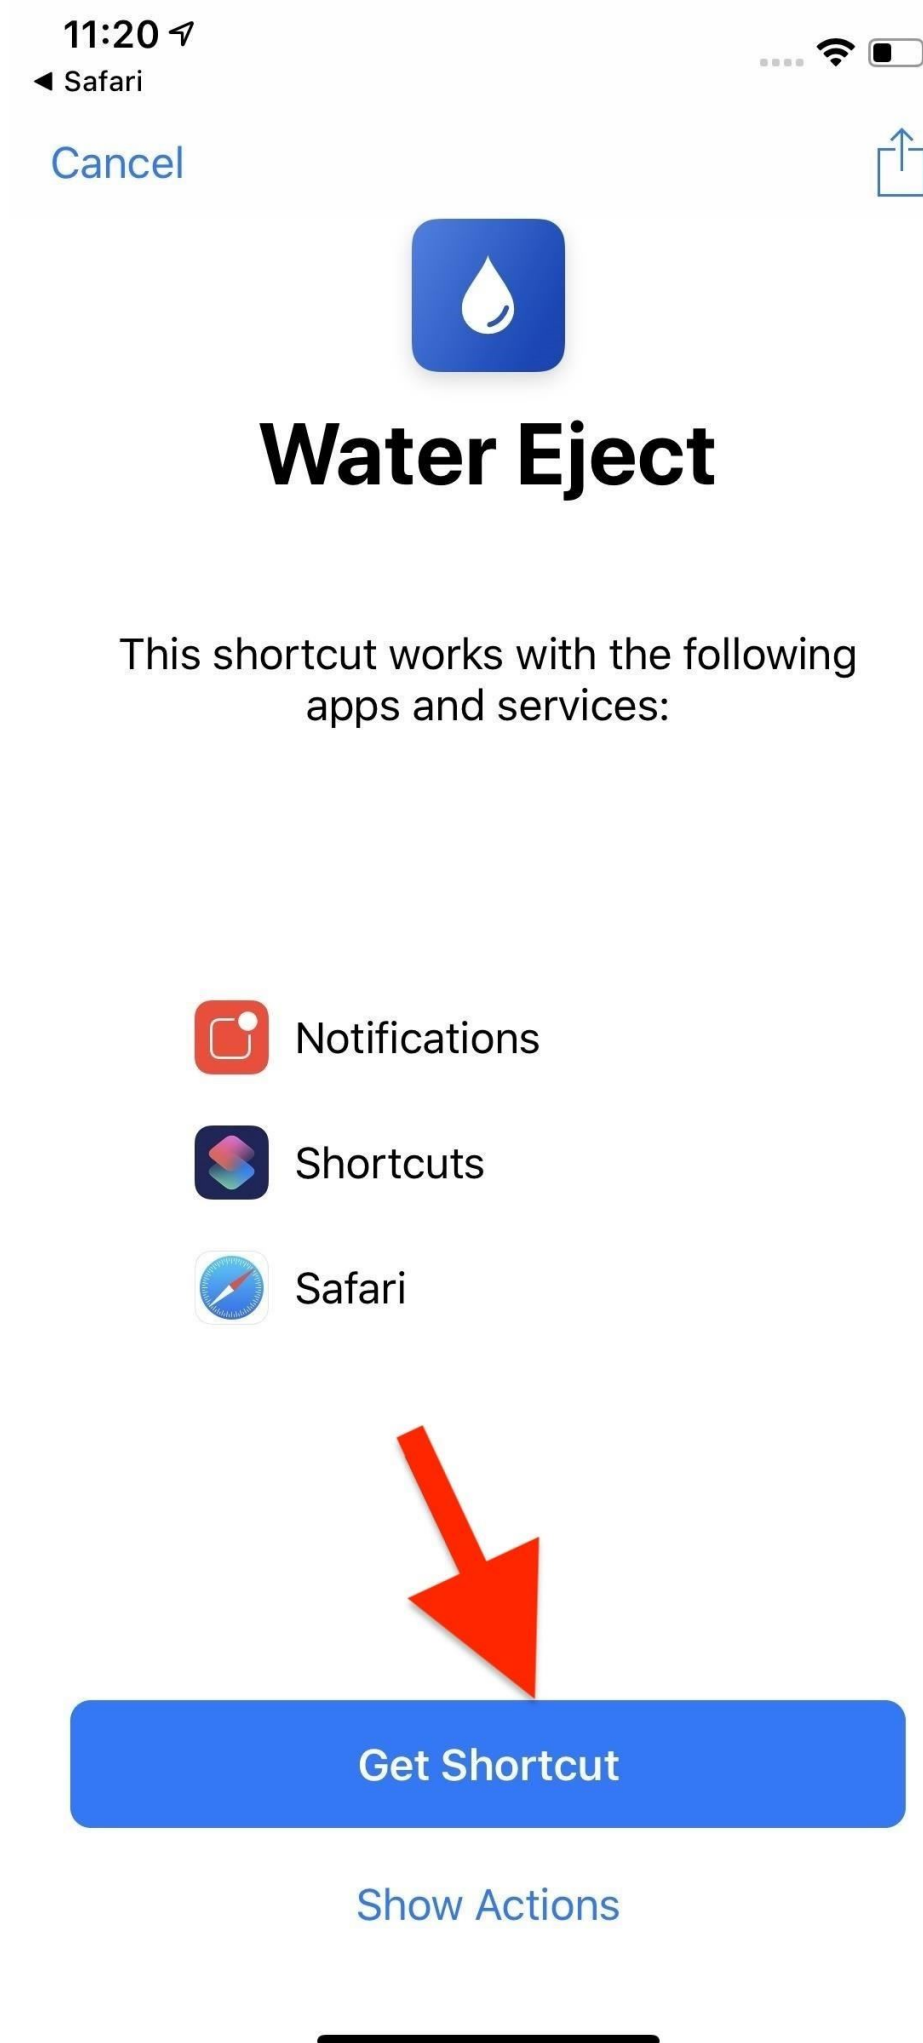 11:20
Safari
Cancel
Water Eject
This shortcut works with the following
apps and services:
Notifications
Shortcuts
Safari
Get Shortcut
Show Actions